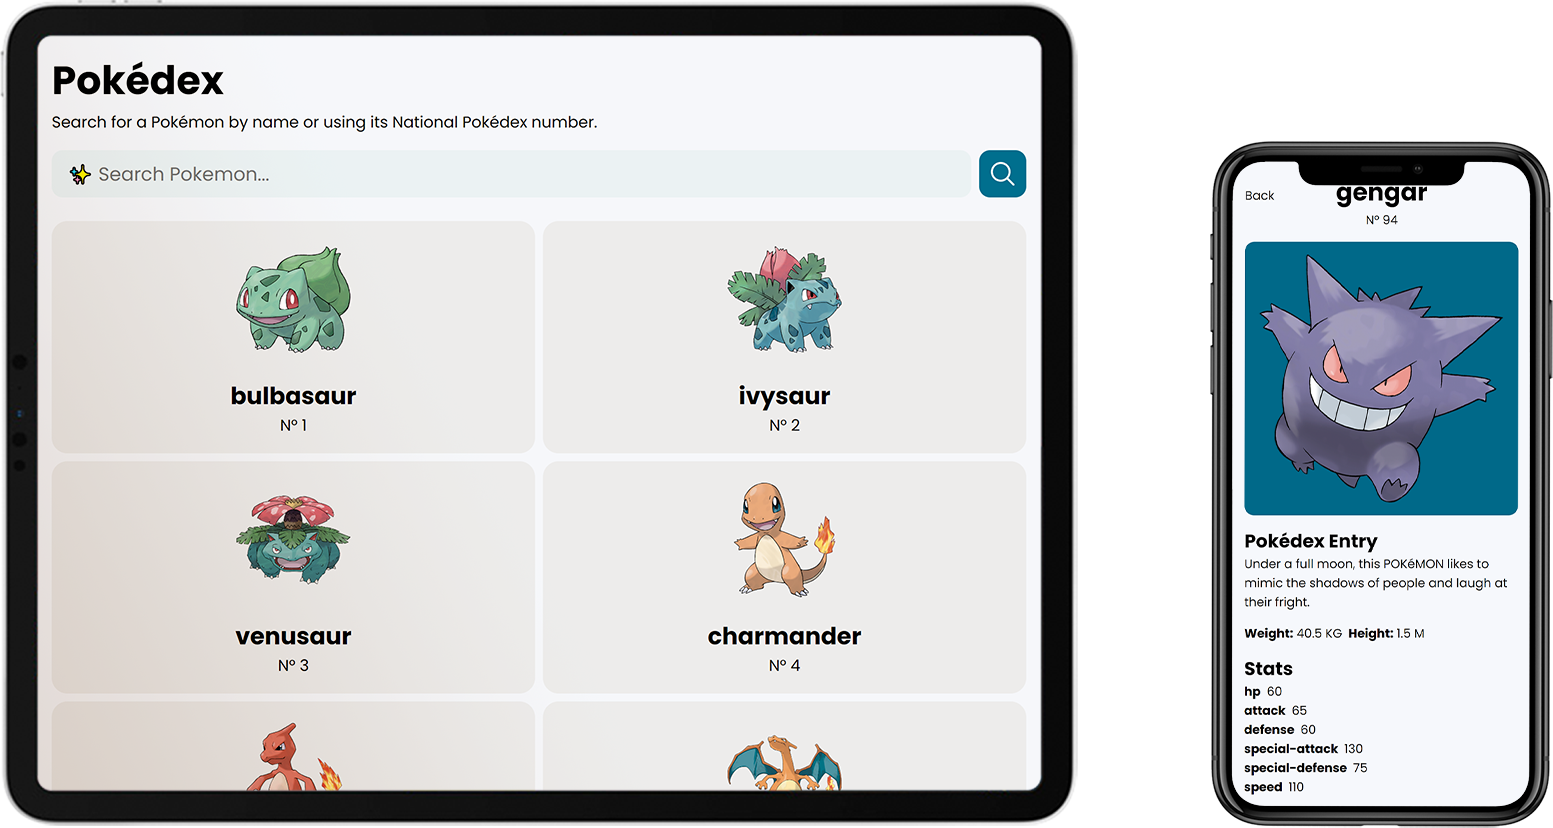 Pokédex
Search for a Pokémon by name or using its National Pokédex number.
Search Pokemon...
bulbasaur
Nº 1
ivysaur
Nº 2
venusaur
Nº 3
charmander
Nº 4
Back
gengar
Nº 94
Pokédex Entry
Under a full moon, this POKéMON likes to
mimic the shadows of people and laugh at
their fright.
Weight: 40.5 KG Height: 1.5 M
Stats
hp 60
attack 65
defense 60
special-attack 130
special-defense 75
speed 110